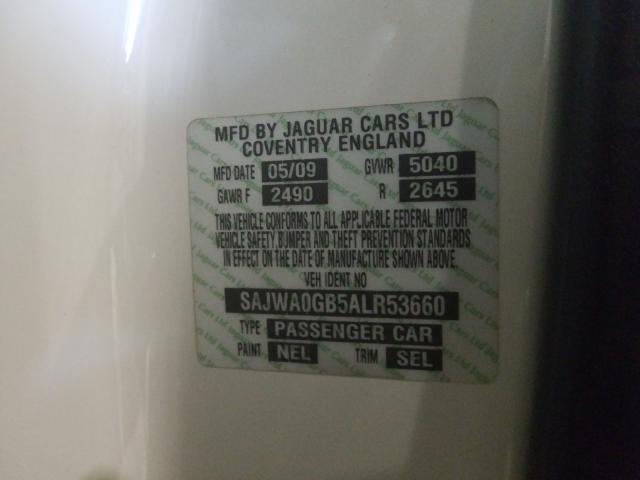 MFD BY JAGUAR CARS LTD
COVENTRY ENGLAND
MFD DATE 05/09 GVWR 5040
GAWR F 2490 R 2645
THIS VEHICLE CONFORMS TO ALL APPLICABLE FEDERAL MOTOR
VEHICLE SAFETY, BUMPER AND THEFT PREVENTION STANDARDS
IN EFFECT ON THE DATE OF MANUFACTURE SHOWN ABOVE.
VEH IDENT NO
SAJWA0GB5ALR53660
TYPE PASSENGER CAR
PAINT NEL TRIM SEL